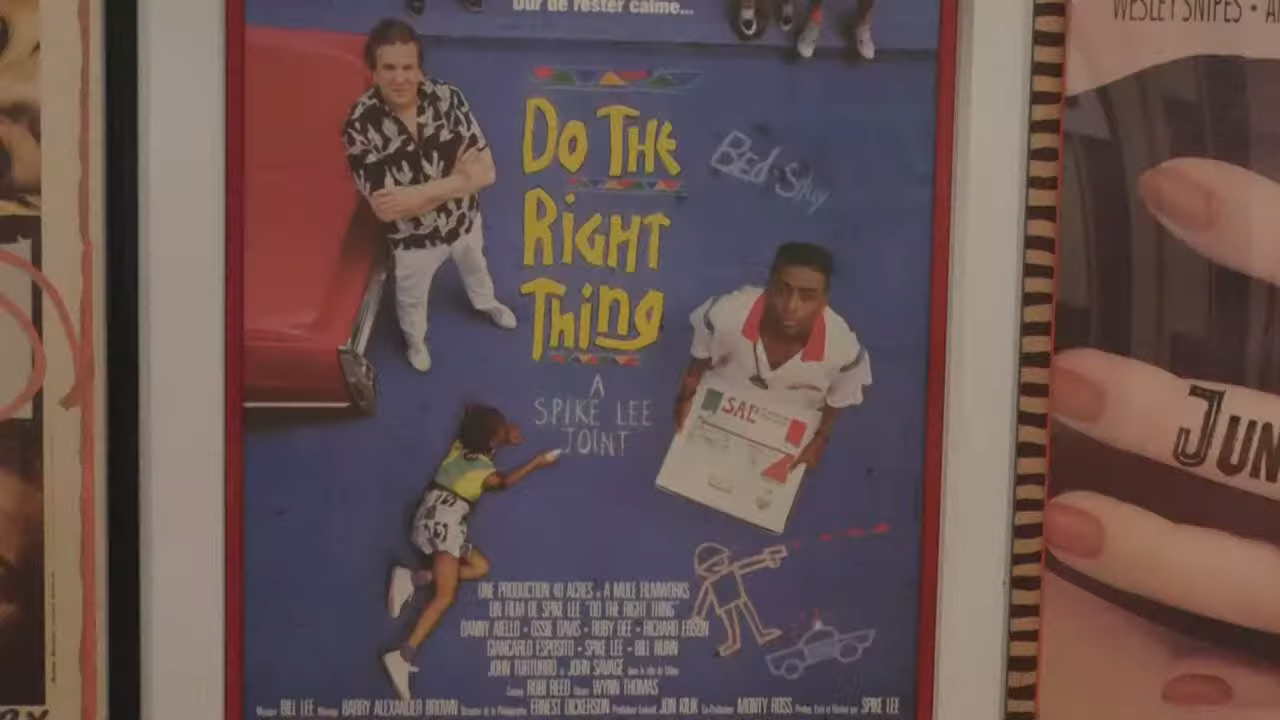 Dur de rester calme...
WESLEY SNIPES •
DO THE
RIGHT
THING
Bed-Stuy
A
SPIKE LEE
JOINT
SAL
JUN
UNE PRODUCTION 40 ACRES & A MULE FILMWORKS
UN FILM DE SPIKE LEE "DO THE RIGHT THING"
DANNY AIELLO • OSSIE DAVIS • RUBY DEE • RICHARD EDSON
GIANCARLO ESPOSITO • SPIKE LEE • BILL NUNN
JOHN TURTURRO & JOHN SAVAGE
Casting ROBI REED WYNN THOMAS
BILL LEE BARRY ALEXANDER BROWN ERNEST DICKERSON JON KILIK MONTY ROSS SPIKE LEE